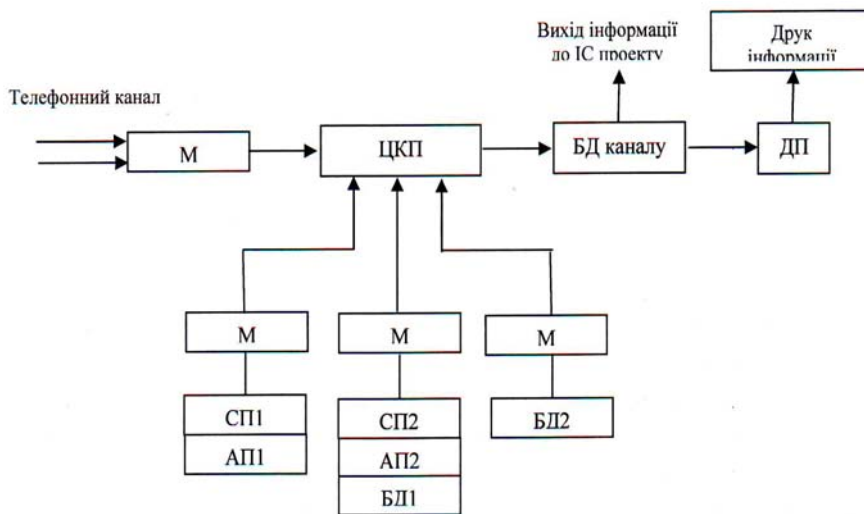 Вихід інформації
до ІС проекту
Друк
інформації
Телефонний канал
М
ЦКП
БД каналу
ДП
М
М
М
СП1
СП2
БД2
АП1
АП2
БД1